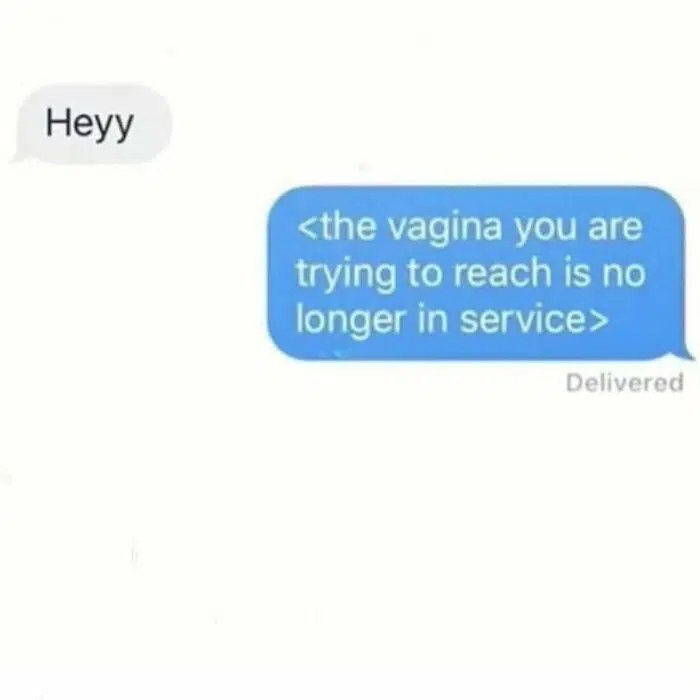 Heyy
<the vagina you are
trying to reach is no
longer in service>
Delivered